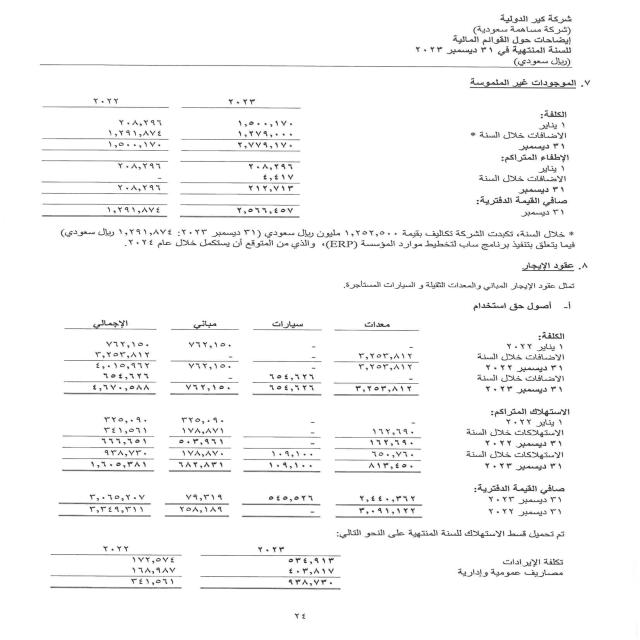 شركة كير الدولية
(شركة مساهمة سعودية)
إيضاحات حول القوائم المالية
للسنة المنتهية في ٣١ ديسمبر ٢٠٢٣
(ريال سعودي)
٧. الموجودات غير الملموسة
٢٠٢٣ ٢٠٢٢
الكلفة:
١ يناير ١,٥٠٠,١٧٠ ٢٠٨,٢٩٦
الاضافات خلال السنة * ١,٢٧٩,٠٠٠ ١,٢٩١,٨٧٤
٣١ ديسمبر ٢,٧٧٩,١٧٠ ١,٥٠٠,١٧٠
الإطفاء المتراكم:
١ يناير ٢٠٨,٢٩٦ ٢٠٨,٢٩٦
الاضافات خلال السنة ٤,٤١٧ -
٣١ ديسمبر ٢١٢,٧١٣ ٢٠٨,٢٩٦
صافي القيمة الدفترية:
٣١ ديسمبر ٢,٥٦٦,٤٥٧ ١,٢٩١,٨٧٤
* خلال السنة، تكبدت الشركة تكاليف بقيمة ١,٢٥٢,٥٠٠ مليون ريال سعودي (٣١ ديسمبر ٢٠٢٣: ١,٢٩١,٨٧٤ ريال سعودي)
فيما يتعلق بتنفيذ برنامج ساب لتخطيط موارد المؤسسة (ERP)، والذي من المتوقع أن يستكمل خلال عام ٢٠٢٤.
٨. عقود الإيجار
تمثل عقود الإيجار المباني والمعدات الثقيلة و السيارات المستأجرة.
أ- أصول حق استخدام
معدات سيارات مباني الإجمالي
الكلفة:
١ يناير ٢٠٢٢ - - ٧٦٢,١٥٠ ٧٦٢,١٥٠
الاضافات خلال السنة ٣,٢٥٣,٨١٢ - - ٣,٢٥٣,٨١٢
٣١ ديسمبر ٢٠٢٢ ٣,٢٥٣,٨١٢ - ٧٦٢,١٥٠ ٤,٠١٥,٩٦٢
الاضافات خلال السنة - ٦٥٤,٦٢٦ - ٦٥٤,٦٢٦
٣١ ديسمبر ٢٠٢٣ ٣,٢٥٣,٨١٢ ٦٥٤,٦٢٦ ٧٦٢,١٥٠ ٤,٦٧٠,٥٨٨
الاستهلاك المتراكم:
١ يناير ٢٠٢٢ - - ٣٢٥,٠٩٠ ٣٢٥,٠٩٠
الاستهلاكات خلال السنة ١٦٢,٦٩٠ - ١٧٨,٨٧١ ٣٤١,٥٦١
٣١ ديسمبر ٢٠٢٢ ١٦٢,٦٩٠ - ٥٠٣,٩٦١ ٦٦٦,٦٥١
الاستهلاكات خلال السنة ٦٥٠,٧٦٠ ١٠٩,١٠٠ ١٧٨,٨٧٠ ٩٣٨,٧٣٠
٣١ ديسمبر ٢٠٢٣ ٨١٣,٤٥٠ ١٠٩,١٠٠ ٦٨٢,٨٣١ ١,٦٠٥,٣٨١
صافي القيمة الدفترية:
٣١ ديسمبر ٢٠٢٣ ٢,٤٤٠,٣٦٢ ٥٤٥,٥٢٦ ٧٩,٣١٩ ٣,٠٦٥,٢٠٧
٣١ ديسمبر ٢٠٢٢ ٣,٠٩١,١٢٢ - ٢٥٨,١٨٩ ٣,٣٤٩,٣١١
تم تحميل قسط الاستهلاك للسنة المنتهية على النحو التالي:
٢٠٢٣ ٢٠٢٢
تكلفة الإيرادات ٥٣٤,٩١٣ ١٧٢,٥٧٤
مصاريف عمومية وإدارية ٤٠٣,٨١٧ ١٦٨,٩٨٧
٩٣٨,٧٣٠ ٣٤١,٥٦١
٢٤